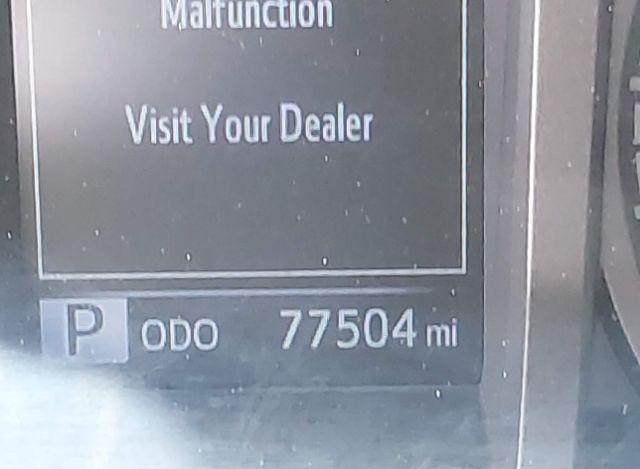 Malfunction
Visit Your Dealer
P ODO 77504 mi